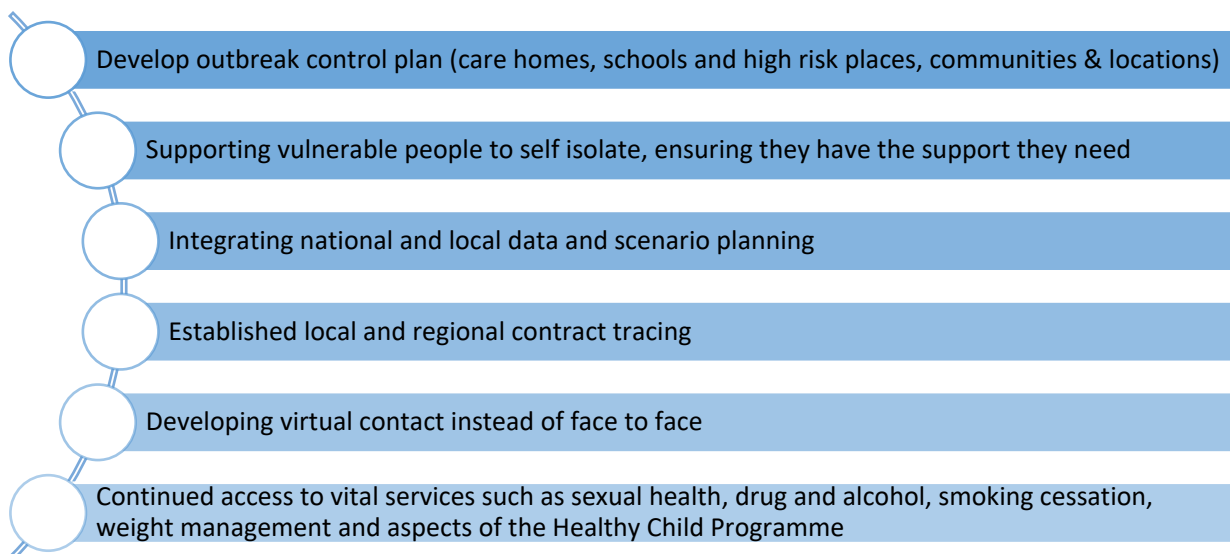 Develop outbreak control plan (care homes, schools and high risk places, communities & locations)
Supporting vulnerable people to self isolate, ensuring they have the support they need
Integrating national and local data and scenario planning
Established local and regional contract tracing
Developing virtual contact instead of face to face
Continued access to vital services such as sexual health, drug and alcohol, smoking cessation,
weight management and aspects of the Healthy Child Programme